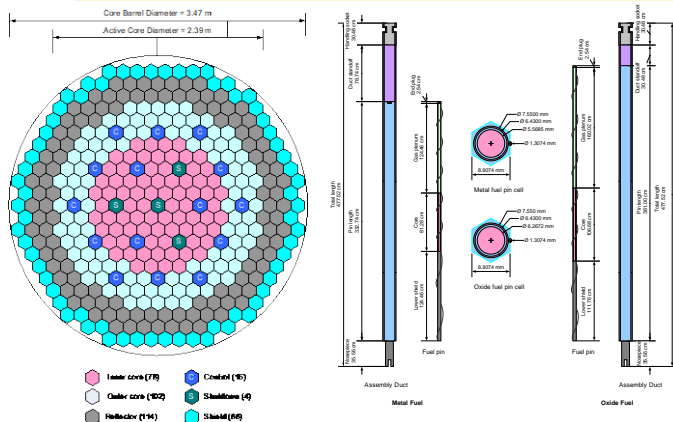 Core Barrel Diameter = 3.47 m
Active Core Diameter = 2.39 m
C
C
C
C
S
C
C
S
S
C
C
C
C
S
C
C
C
C
Inner core (78)
Control (15)
Outer core (102)
Shutdown (4)
Reflector (114)
Shield (66)
Total length
477.52 cm
Handling socket
30.48 cm
Duct standoff
78.74 cm
Pin length
332.74 cm
Nosepiece
35.56 cm
Assembly Duct
End plug
2.54 cm
Gas plenum
124.46 cm
Core
81.28 cm
Lower shield
124.46 cm
Fuel pin
Metal Fuel
Ø 7.5500 mm
Ø 6.4300 mm
Ø 5.5685 mm
Ø 1.3074 mm
8.9074 mm
Metal fuel pin cell
Ø 7.550 mm
Ø 6.4300 mm
Ø 6.2672 mm
Ø 1.3074 mm
8.9074 mm
Oxide fuel pin cell
End plug
2.54 cm
Gas plenum
160.02 cm
Core
106.68 cm
Lower shield
111.76 cm
Fuel pin
Handling socket
30.48 cm
Duct standoff
30.48 cm
Pin length
381.00 cm
Nosepiece
35.56 cm
Total length
477.52 cm
Assembly Duct
Oxide Fuel